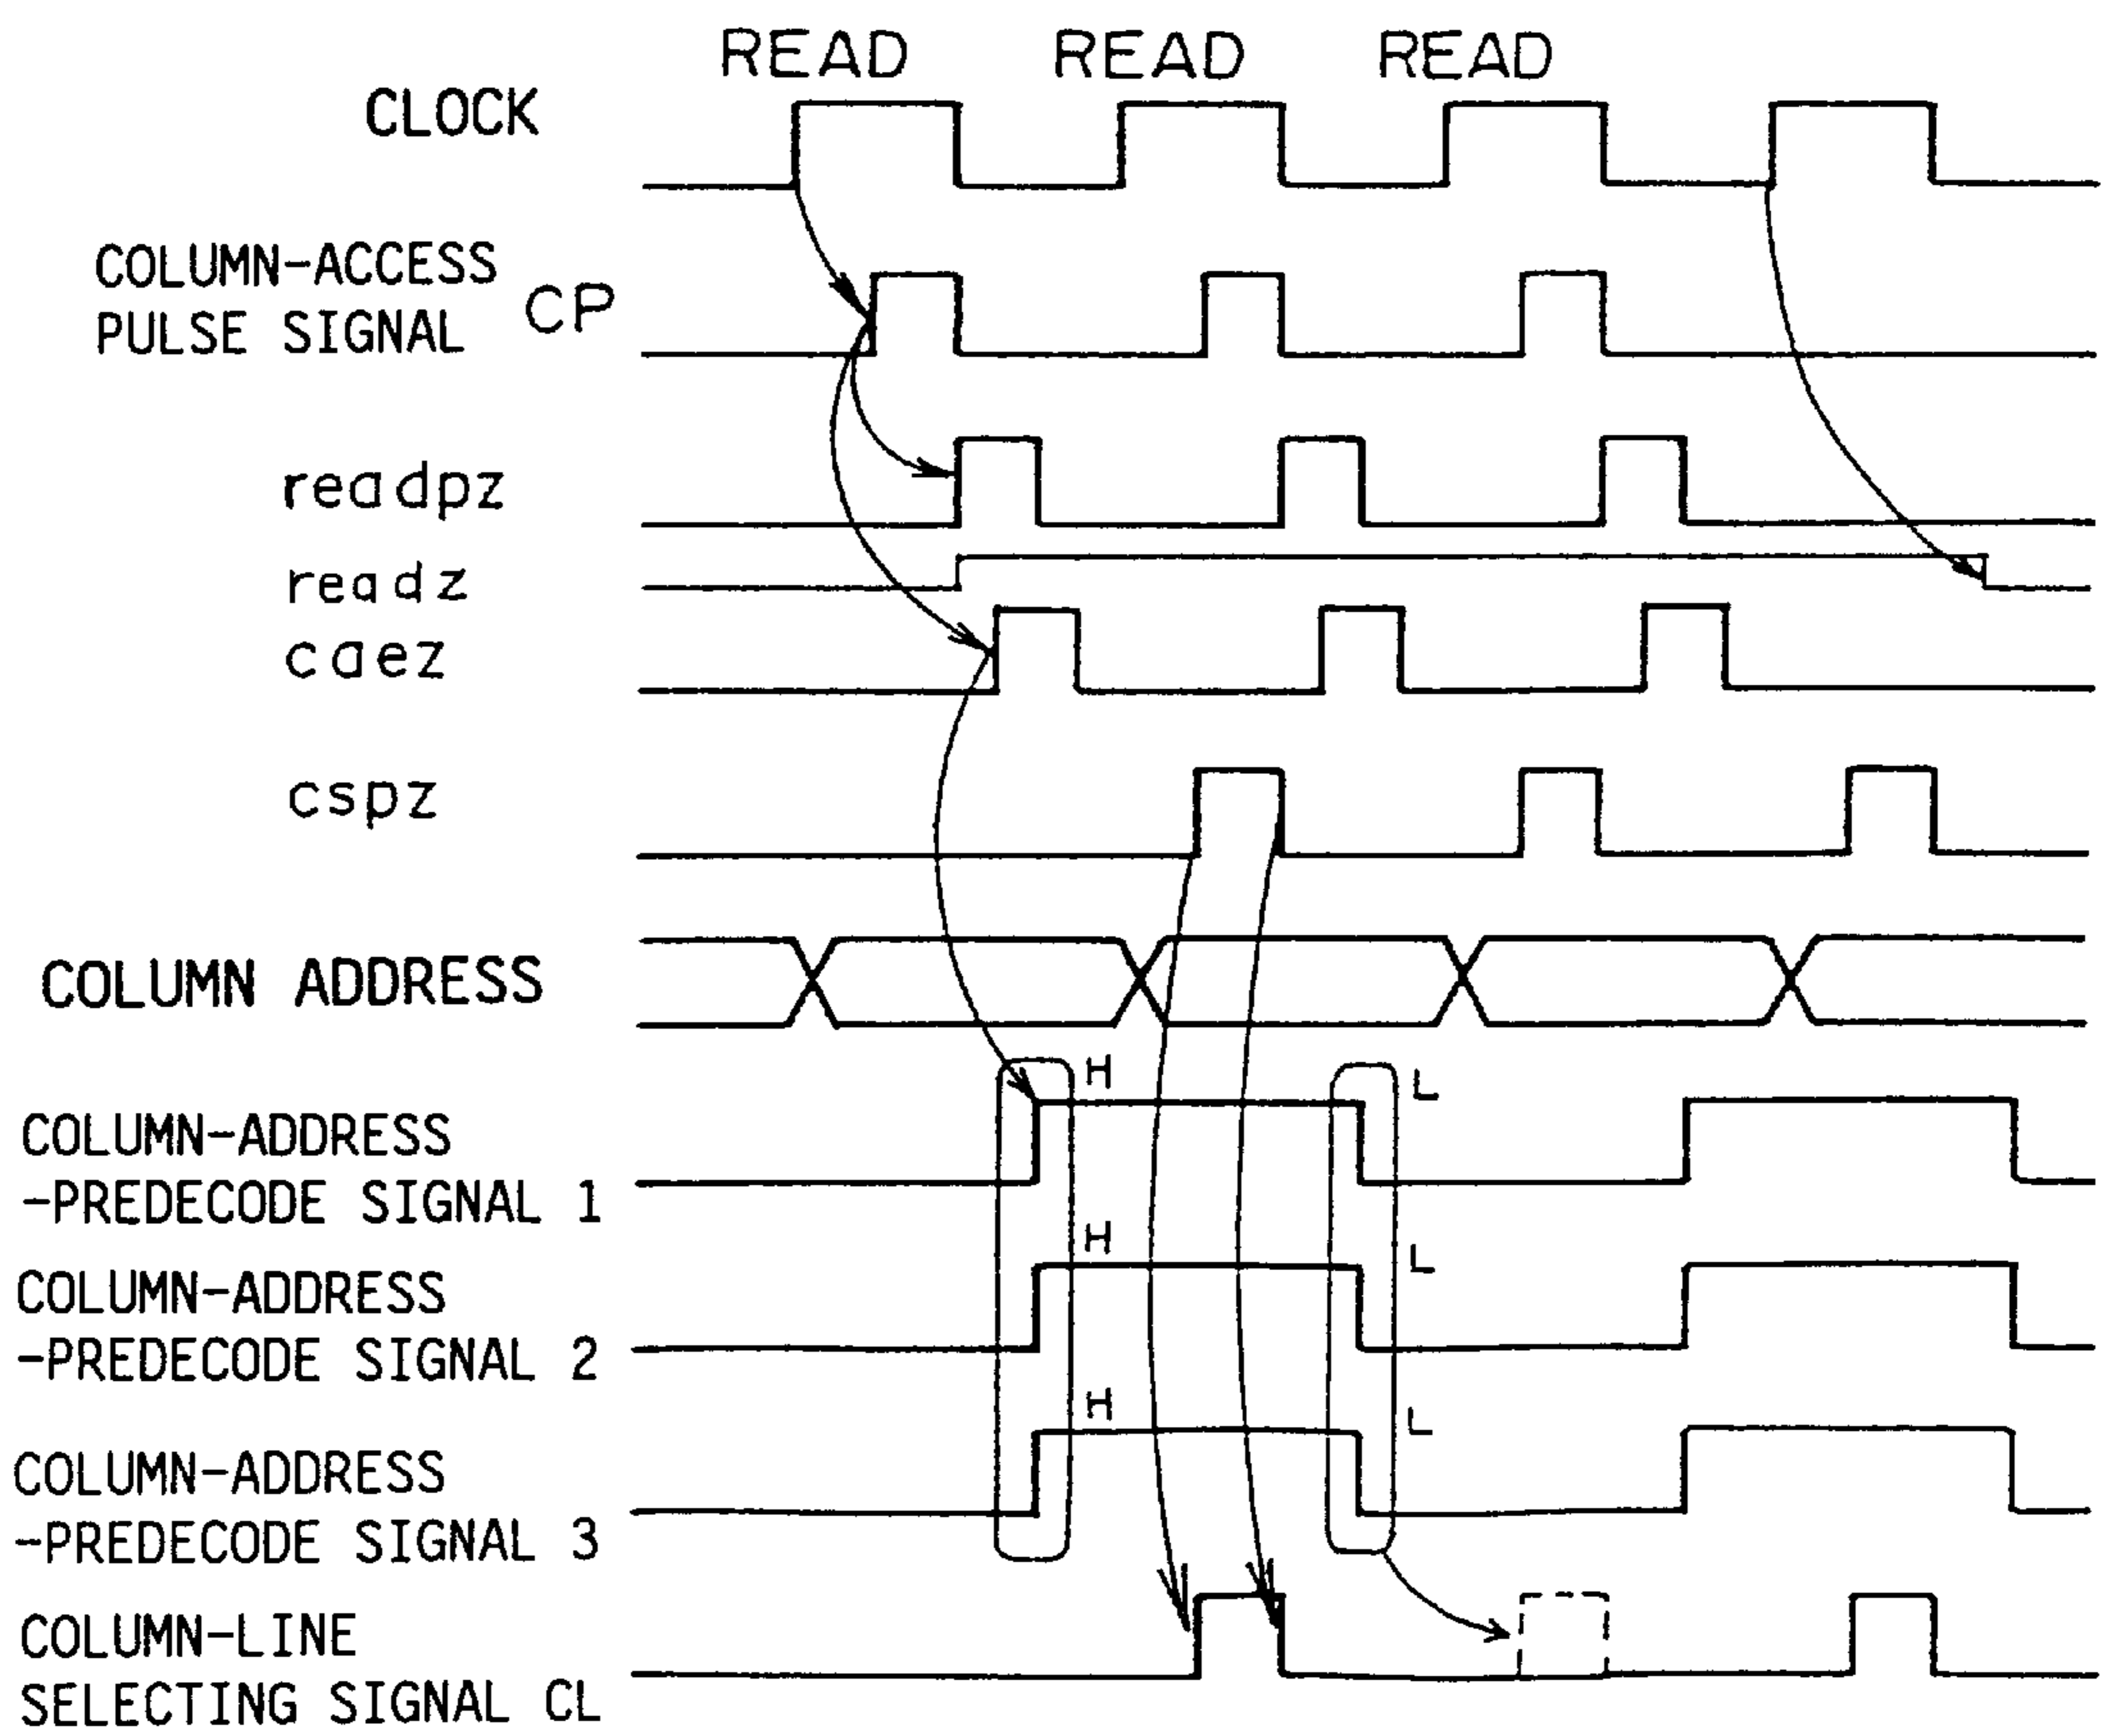 READ READ READ
CLOCK
COLUMN-ACCESS
PULSE SIGNAL CP
readpz
readz
caez
cspz
COLUMN ADDRESS
H L
COLUMN-ADDRESS
-PREDECODE SIGNAL 1
H L
COLUMN-ADDRESS
-PREDECODE SIGNAL 2
H L
COLUMN-ADDRESS
-PREDECODE SIGNAL 3
COLUMN-LINE
SELECTING SIGNAL CL